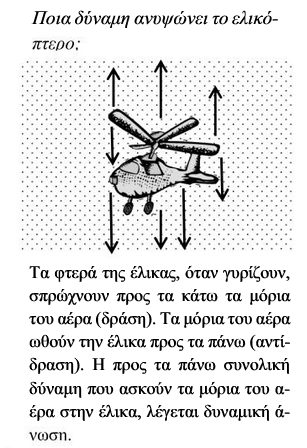 Ποια δύναμη ανυψώνει το ελικό-
πτερο;
Τα φτερά της έλικας, όταν γυρίζουν,
σπρώχνουν προς τα κάτω τα μόρια
του αέρα (δράση). Τα μόρια του αέρα
ωθούν την έλικα προς τα πάνω (αντί-
δραση). Η προς τα πάνω συνολική
δύναμη που ασκούν τα μόρια του α-
έρα στην έλικα, λέγεται δυναμική ά-
νωση.